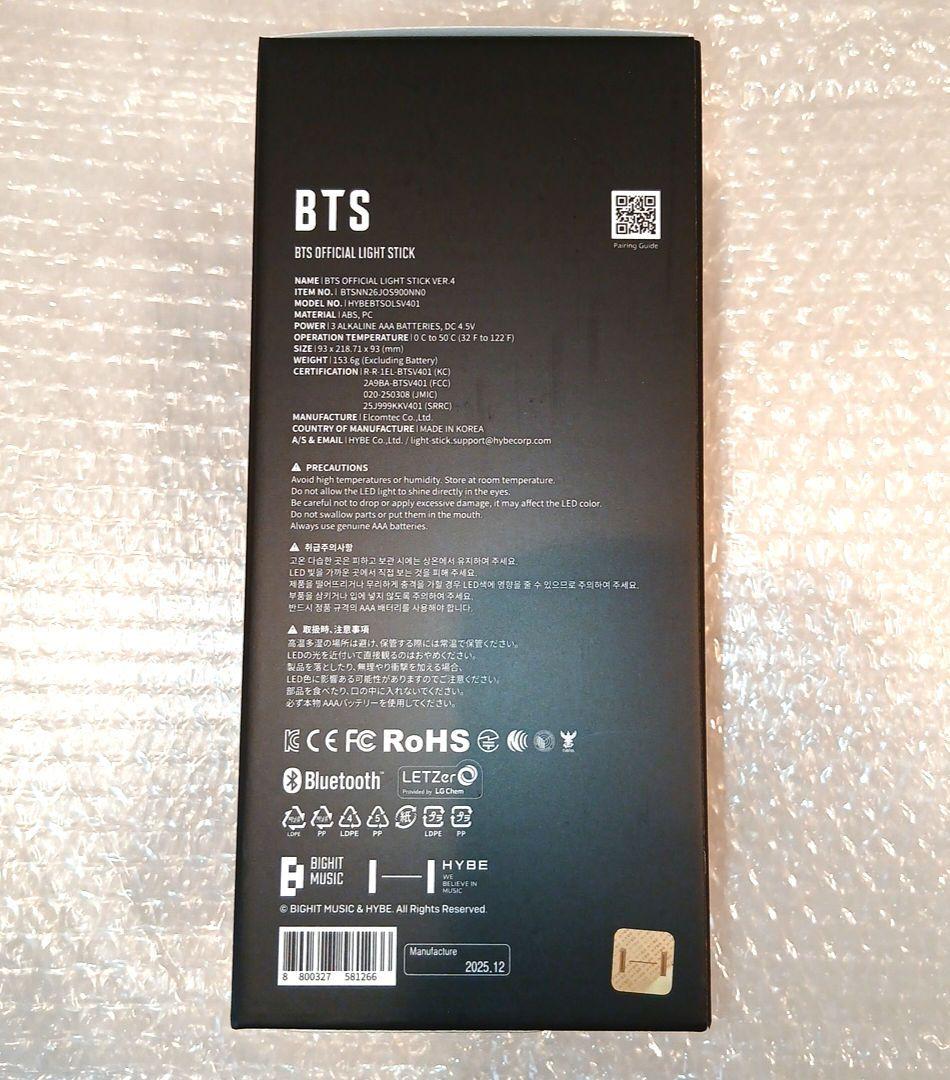 BTS
Pairing Guide
BTS OFFICIAL LIGHT STICK
NAME | BTS OFFICIAL LIGHT STICK VER.4
ITEM NO. | BTSNN26JOS900NN0
MODEL NO. | HYBEBTSOLSV401
MATERIAL | ABS, PC
POWER | 3 ALKALINE AAA BATTERIES, DC 4.5V
OPERATION TEMPERATURE | 0˚C to 50˚C (32˚F to 122˚F)
SIZE | 93 x 218.71 x 93 (mm)
WEIGHT | 153.6g (Excluding Battery)
CERTIFICATION | R-R-1EL-BTSV401 (KC)
2A9BA-BTSV401 (FCC)
020-250308 (JMIC)
25J999KKV401 (SRRC)
MANUFACTURE | Elcomtec Co.,Ltd.
COUNTRY OF MANUFACTURE | MADE IN KOREA
A/S & EMAIL | HYBE Co.,Ltd. / light-stick.support@hybecorp.com
PRECAUTIONS
Avoid high temperatures or humidity. Store at room temperature.
Do not allow the LED light to shine directly in the eyes.
Be careful not to drop or apply excessive damage, it may affect the LED color.
Do not swallow parts or put them in the mouth.
Always use genuine AAA batteries.
취급주의사항
고온 다습한 곳은 피하고 보관 시에는 상온에서 유지하여 주세요.
LED 빛을 가까운 곳에서 직접 보는 것을 피해 주세요.
제품을 떨어뜨리거나 무리하게 충격을 가할 경우 LED색에 영향을 줄 수 있으므로 주의하여 주세요.
부품을 삼키거나 입에 넣지 않도록 주의하여 주세요.
반드시 정품 규격의 AAA 배터리를 사용해야 합니다.
取扱時、注意事項
高温多湿の場所は避け、保管する際には常温で保管ください。
LEDの光を近付いて直接観るのはおやめください。
製品を落としたり、無理やり衝撃を加える場合、
LED色に影響ある可能性がありますのでご注意ください。
部品を食べたり、口の中に入れないでください。
必ず本物 AAAバッテリーを使用してください。
KC CE FC RoHS
Bluetooth™ LETZero
Provided by LG Chem
LDPE PP 4 LDPE 5 PP 紙 プラ LDPE プラ PP
BIGHIT MUSIC
HYBE
WE BELIEVE IN MUSIC
© BIGHIT MUSIC & HYBE. All Rights Reserved.
8 800327 581266
Manufacture
2025.12